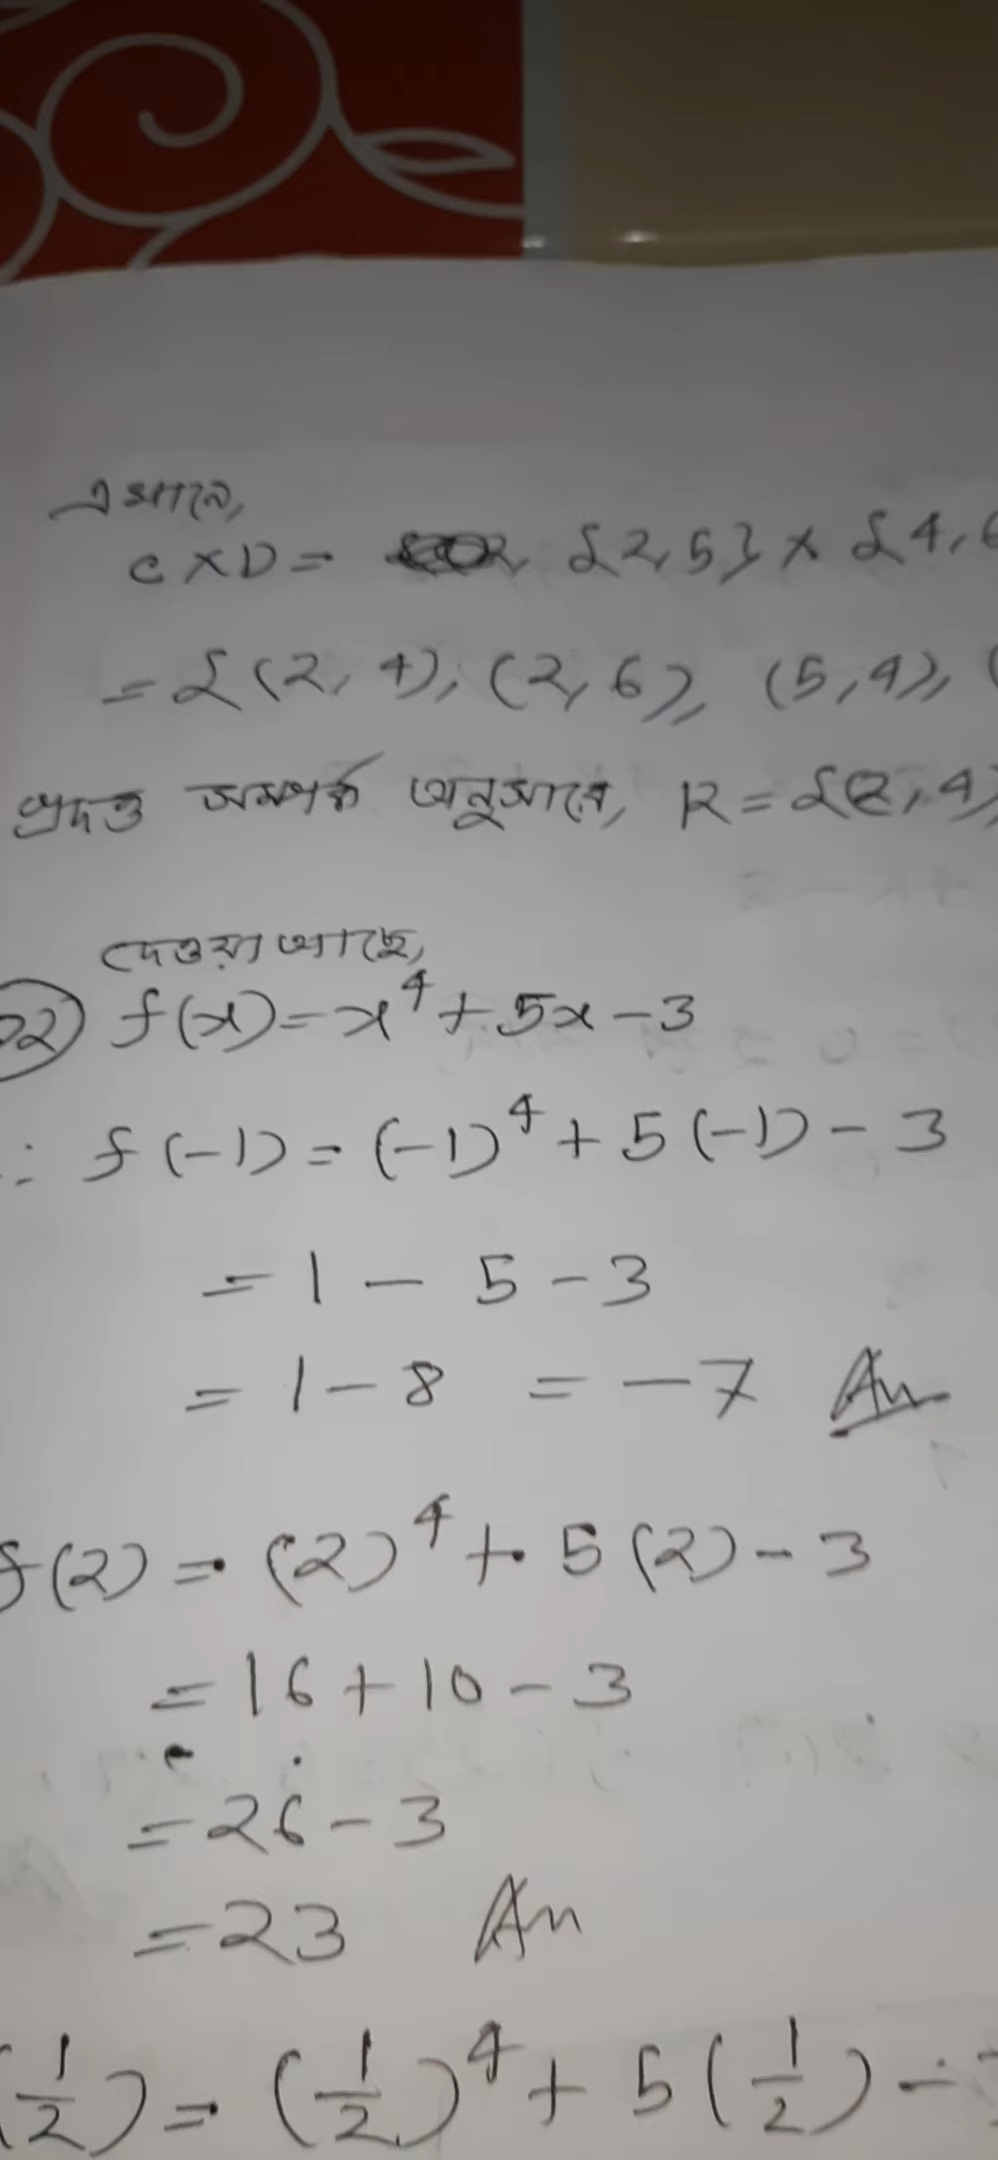 এখানে,
C×D = {2,5} × {4,6
= {(2,4), (2,6), (5,4), (
প্রদত্ত সম্পর্ক অনুসারে, R = {(2,4)
দেওয়া আছে,
২২) f(x) = x⁴ + 5x - 3
∴ f(-1) = (-1)⁴ + 5(-1) - 3
= 1 - 5 - 3
= 1 - 8 = -7 An
f(2) = (2)⁴ + 5(2) - 3
= 16 + 10 - 3
= 26 - 3
= 23 An
(1/2) = (1/2)⁴ + 5(1/2) -